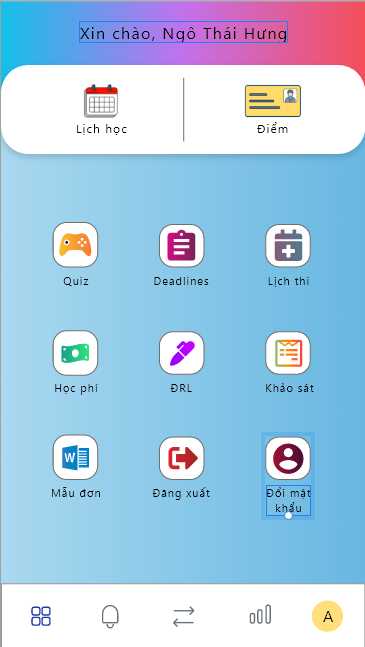 Xin chào, Ngô Thái Hưng
Lịch học
Điểm
Quiz
Deadlines
Lịch thi
Học phí
ĐRL
Khảo sát
Mẫu đơn
Đăng xuất
Đổi mật
khẩu
A